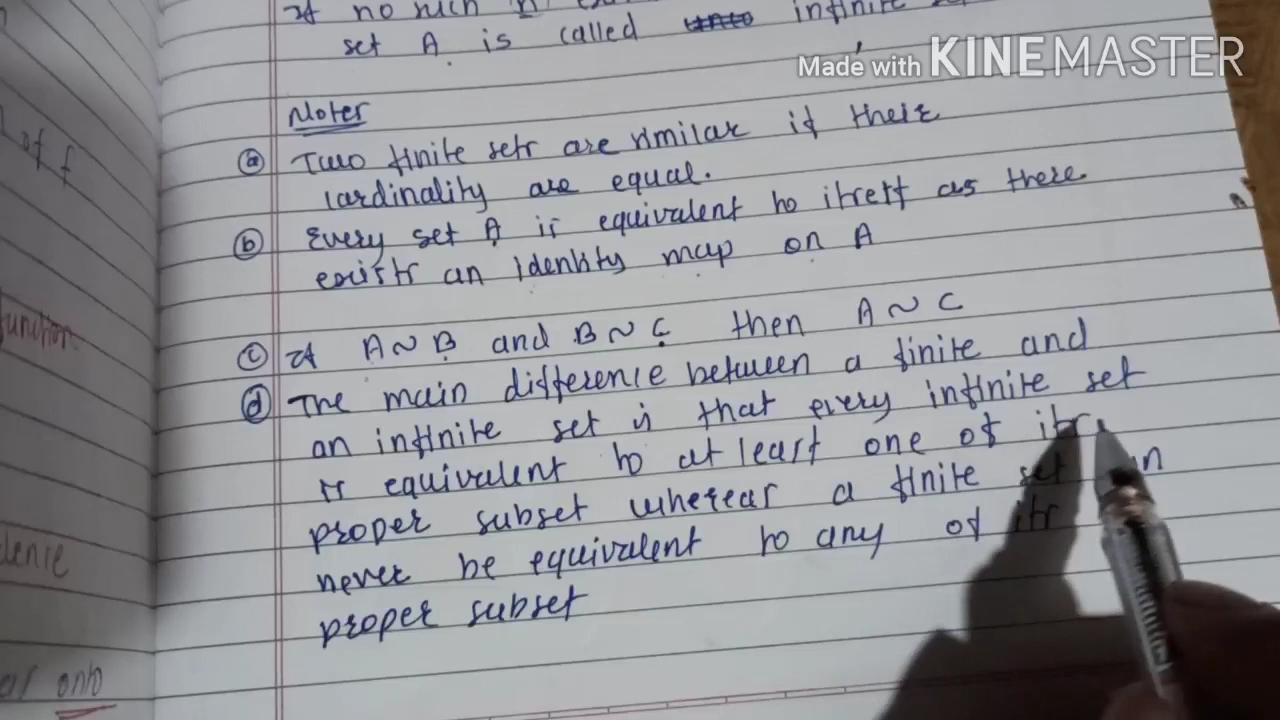 If no such
set A is called infinite
Made with KINEMASTER
Notes
of f
(a) Two finite sets are similar if their
cardinality are equal.
(b) Every set A is equivalent to itself as there
exists an identity map on A
function
(c) If A ~ B and B ~ C then A ~ C
(d) The main difference between a finite and
an infinite set is that every infinite set
is equivalent to at least one of its
proper subset whereas a finite set
never be equivalent to any of its
proper subset
onto